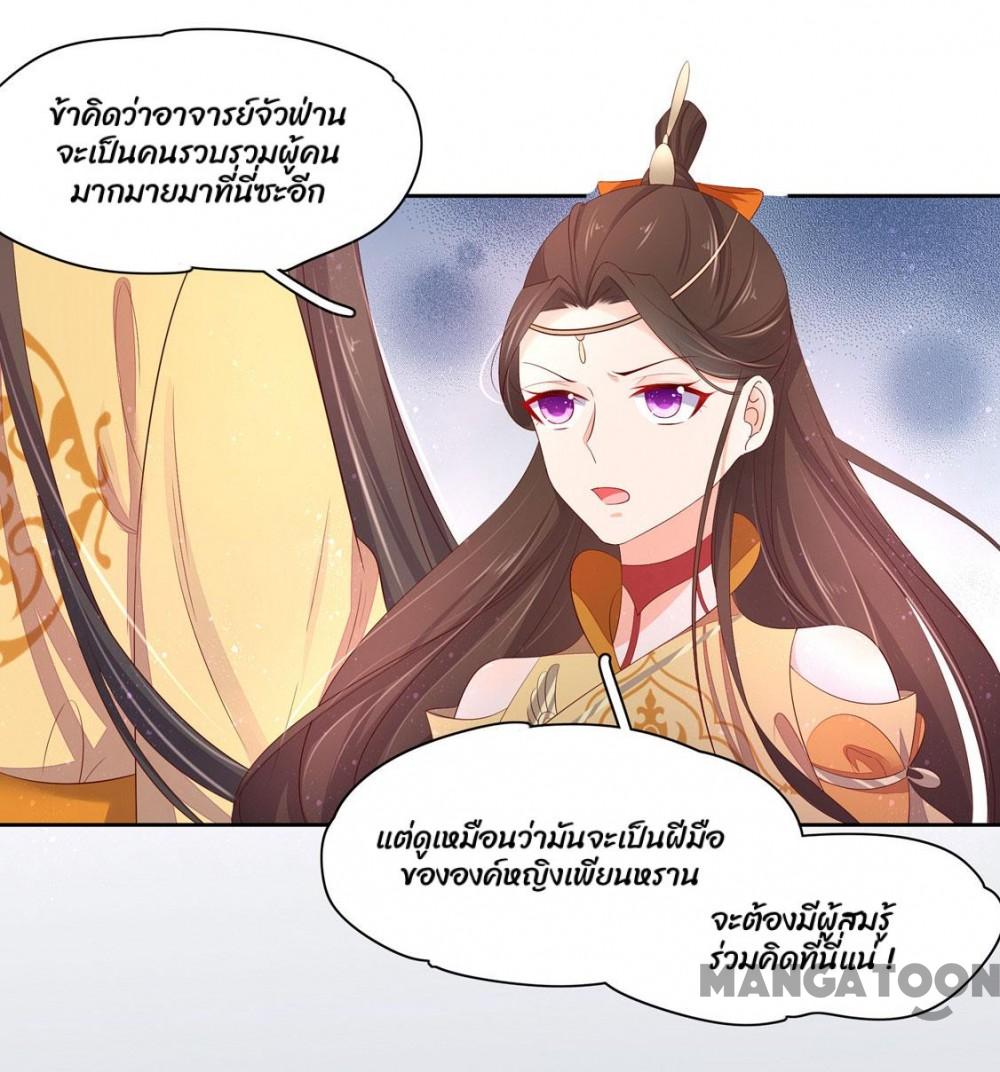 ข้าคิดว่าอาจารย์จัวฟ่าน
จะเป็นคนรวบรวมผู้คน
มากมายมาที่นี่ซะอีก
แต่ดูเหมือนว่ามันจะเป็นฝีมือ
ขององค์หญิงเพียนหราน
จะต้องมีผู้สมรู้
ร่วมคิดที่นี่แน่ !
MANGATOON